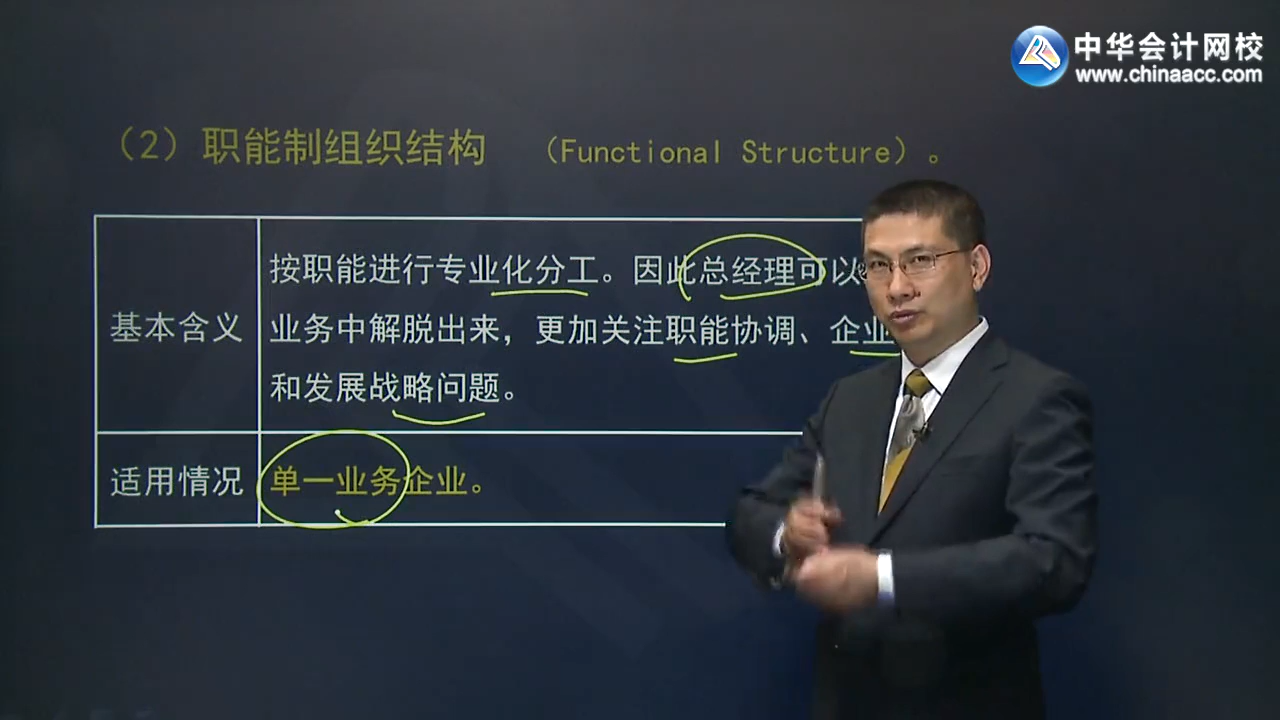 中华会计网校
www.chinaacc.com
（2）职能制组织结构 （Functional Structure）。
基本含义
按职能进行专业化分工。因此总经理可以
业务中解脱出来，更加关注职能协调、企业
和发展战略问题。
适用情况
单一业务企业。